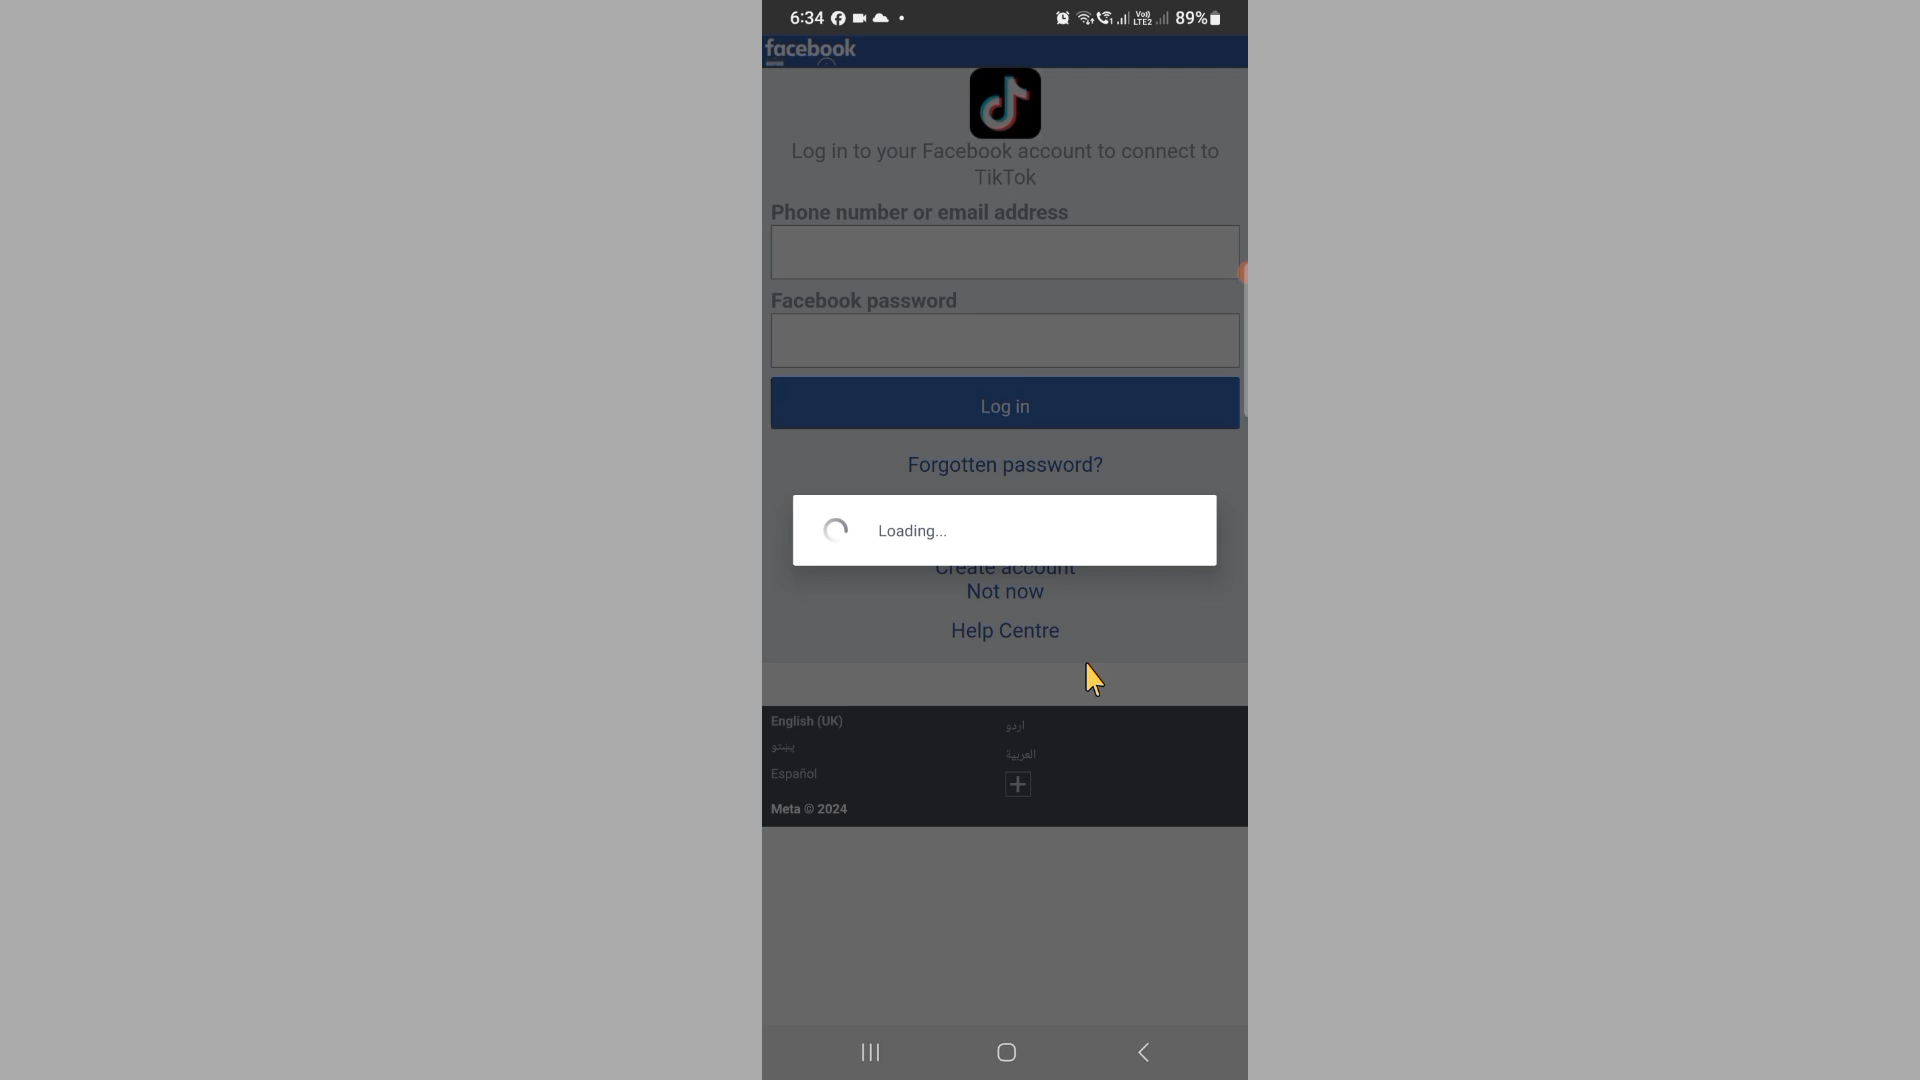 6:34 89%
Vo))
LTE2
facebook
Log in to your Facebook account to connect to
TikTok
Phone number or email address
Facebook password
Log in
Forgotten password?
Loading...
Create account
Not now
Help Centre
English (UK) اردو
پښتو العربية
Español
Meta © 2024